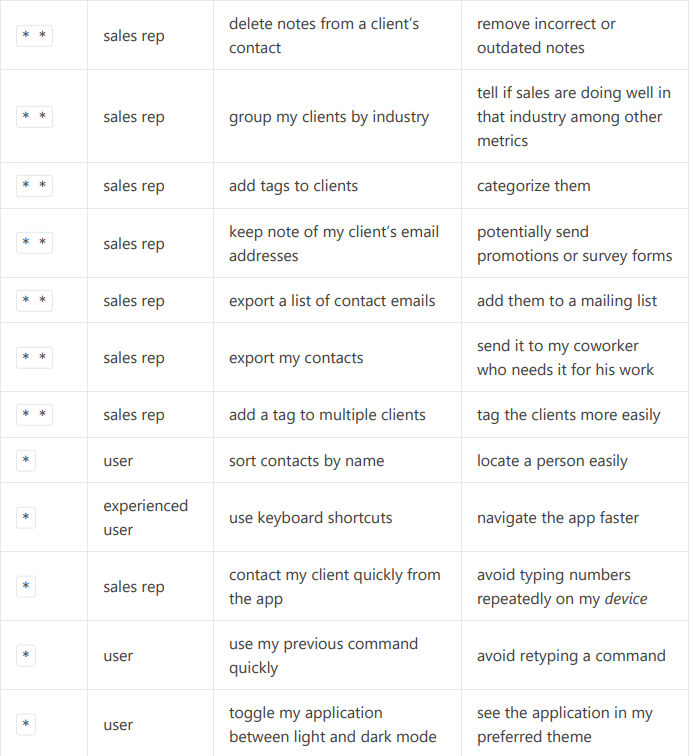 * * sales rep delete notes from a client’s remove incorrect or
contact outdated notes
* * sales rep group my clients by industry tell if sales are doing well in
that industry among other
metrics
* * sales rep add tags to clients categorize them
* * sales rep keep note of my client’s email potentially send
addresses promotions or survey forms
* * sales rep export a list of contact emails add them to a mailing list
* * sales rep export my contacts send it to my coworker
who needs it for his work
* * sales rep add a tag to multiple clients tag the clients more easily
* user sort contacts by name locate a person easily
* experienced use keyboard shortcuts navigate the app faster
user
* sales rep contact my client quickly from avoid typing numbers
the app repeatedly on my device
* user use my previous command avoid retyping a command
quickly
* user toggle my application see the application in my
between light and dark mode preferred theme